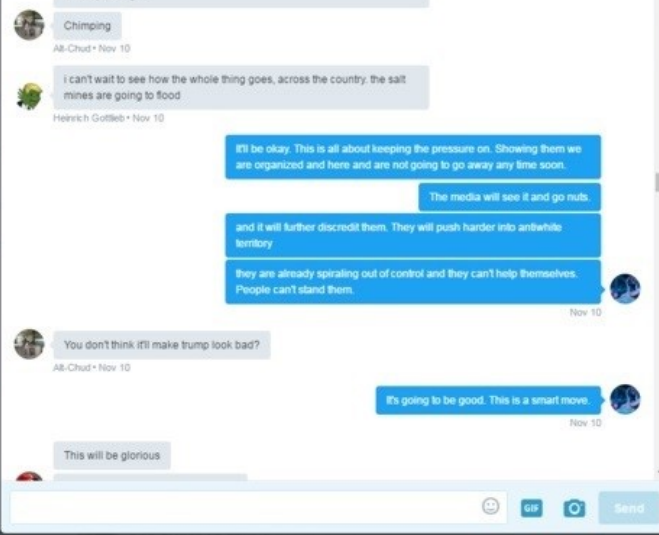 Chimping
Alt-Chud • Nov 10
i can't wait to see how the whole thing goes, across the country. the salt
mines are going to flood
Heinrich Gottlieb • Nov 10
It'll be okay. This is all about keeping the pressure on. Showing them we
are organized and here and are not going to go away any time soon.
The media will see it and go nuts.
and it will further discredit them. They will push harder into antiwhite
territory
they are already spiraling out of control and they can't help themselves.
People can't stand them.
Nov 10
You don't think it'll make trump look bad?
Alt-Chud • Nov 10
It's going to be good. This is a smart move.
Nov 10
This will be glorious
GIF
Send